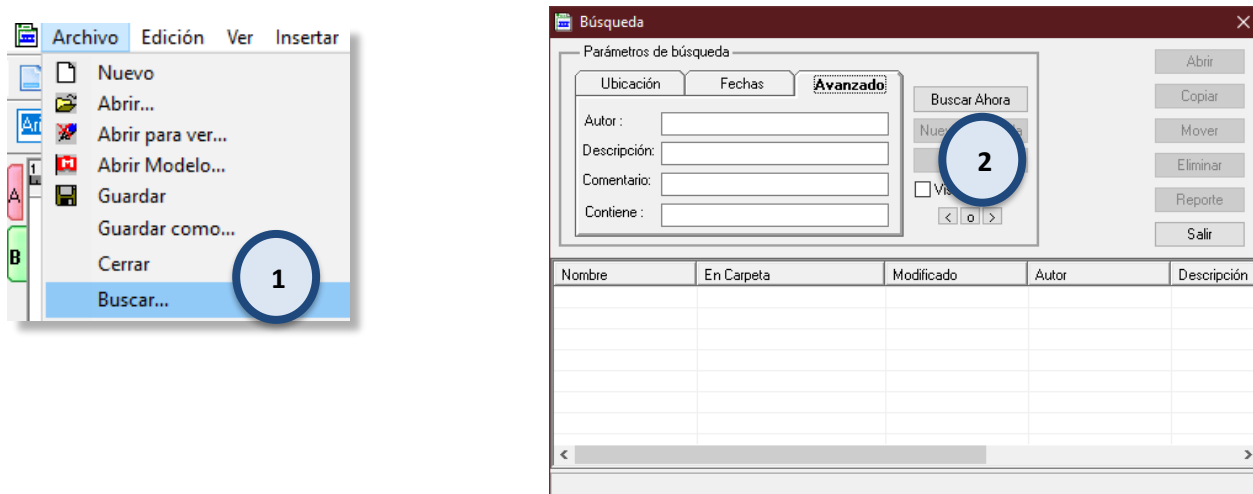 Archivo Edición Ver Insertar
Nuevo
Abrir...
Abrir para ver...
Abrir Modelo...
Guardar
Guardar como...
Cerrar
Buscar...
1
A
B
1
Búsqueda
Parámetros de búsqueda
Ubicación Fechas Avanzado
Autor :
Descripción:
Comentario:
Contiene :
Buscar Ahora
2
< o >
Abrir
Copiar
Mover
Eliminar
Reporte
Salir
Nombre En Carpeta Modificado Autor Descripción